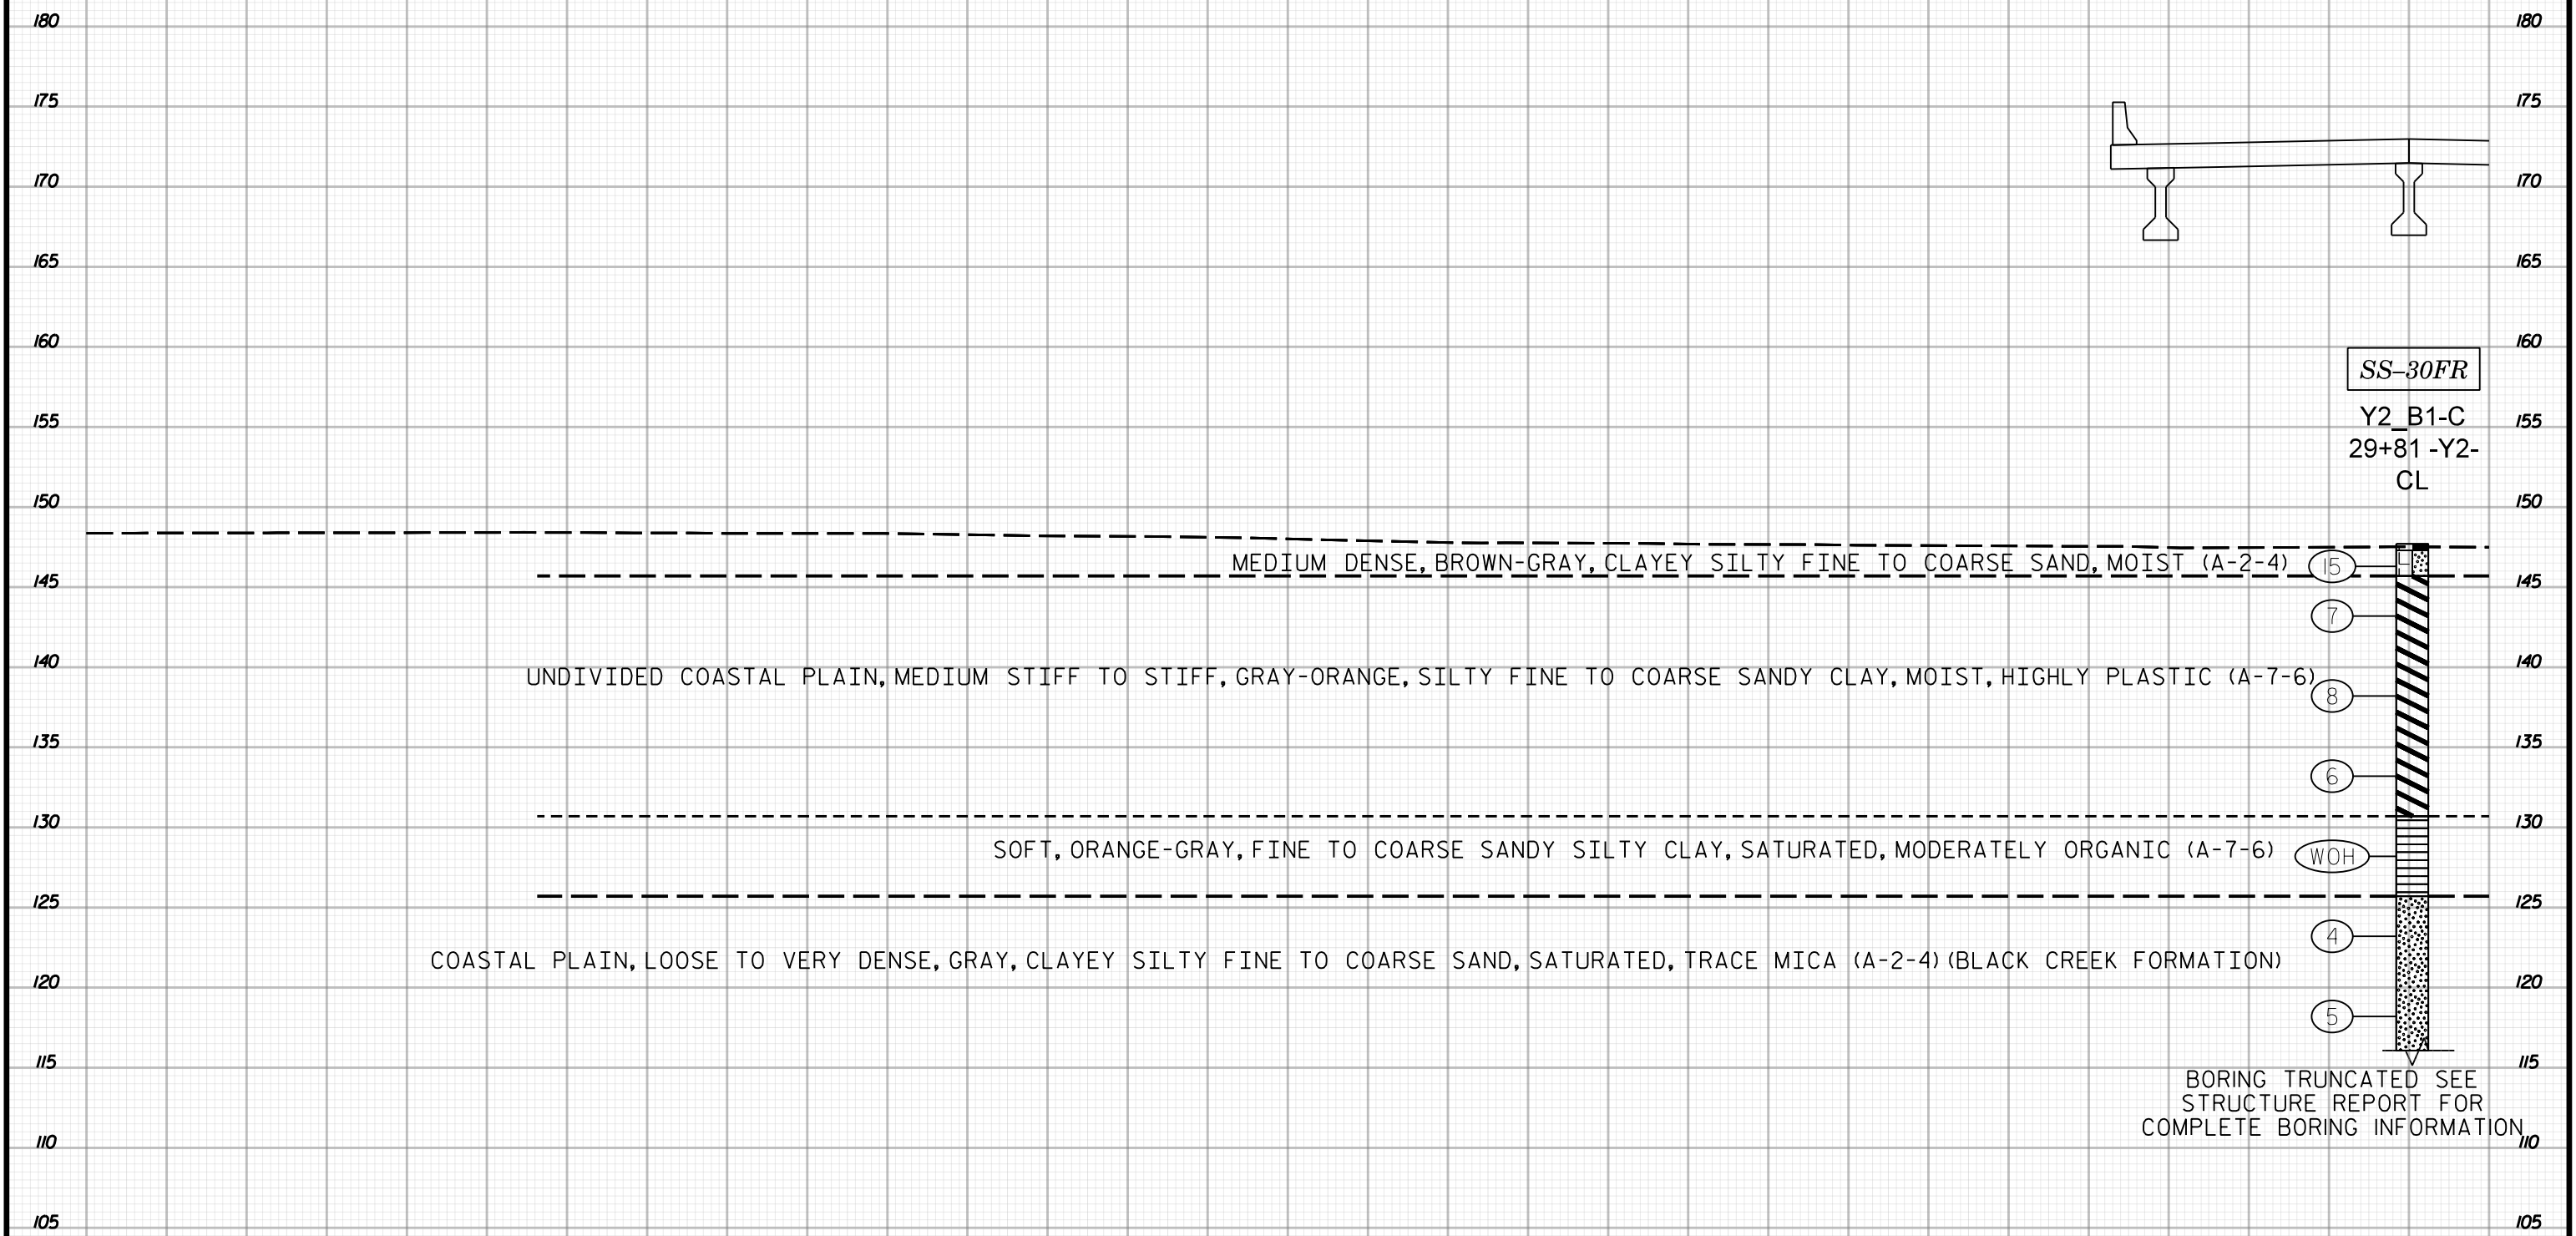 180 180
175 175
170 170
165 165
160 160
SS-30FR
155 Y2_B1-C 155
29+81 -Y2-
CL
150 150
MEDIUM DENSE, BROWN-GRAY, CLAYEY SILTY FINE TO COARSE SAND, MOIST (A-2-4) 15
145 145
7
140 140
UNDIVIDED COASTAL PLAIN, MEDIUM STIFF TO STIFF, GRAY-ORANGE, SILTY FINE TO COARSE SANDY CLAY, MOIST, HIGHLY PLASTIC (A-7-6)
8
135 135
6
130 130
SOFT, ORANGE-GRAY, FINE TO COARSE SANDY SILTY CLAY, SATURATED, MODERATELY ORGANIC (A-7-6) WOH
125 125
4
COASTAL PLAIN, LOOSE TO VERY DENSE, GRAY, CLAYEY SILTY FINE TO COARSE SAND, SATURATED, TRACE MICA (A-2-4) (BLACK CREEK FORMATION)
120 120
5
115 115
BORING TRUNCATED SEE
STRUCTURE REPORT FOR
COMPLETE BORING INFORMATION
110 110
105 105